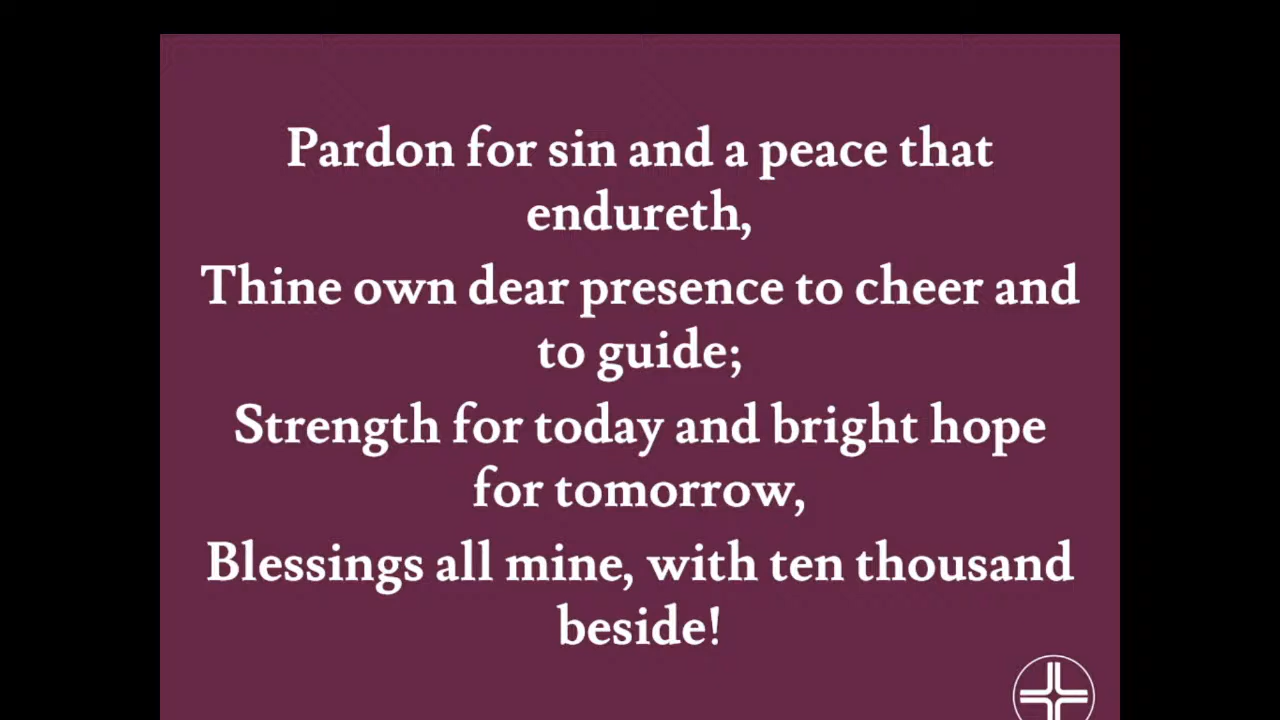 Pardon for sin and a peace that
endureth,
Thine own dear presence to cheer and
to guide;
Strength for today and bright hope
for tomorrow,
Blessings all mine, with ten thousand
beside!